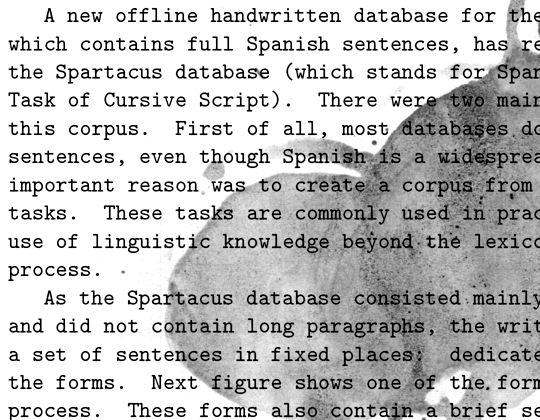 A new offline handwritten database for the
which contains full Spanish sentences, has re
the Spartacus database (which stands for Span
Task of Cursive Script). There were two main
this corpus. First of all, most databases do
sentences, even though Spanish is a widesprea
important reason was to create a corpus from
tasks. These tasks are commonly used in prac
use of linguistic knowledge beyond the lexico
process.
As the Spartacus database consisted mainly
and did not contain long paragraphs, the writ
a set of sentences in fixed places: dedicate
the forms. Next figure shows one of the form
process. These forms also contain a brief se